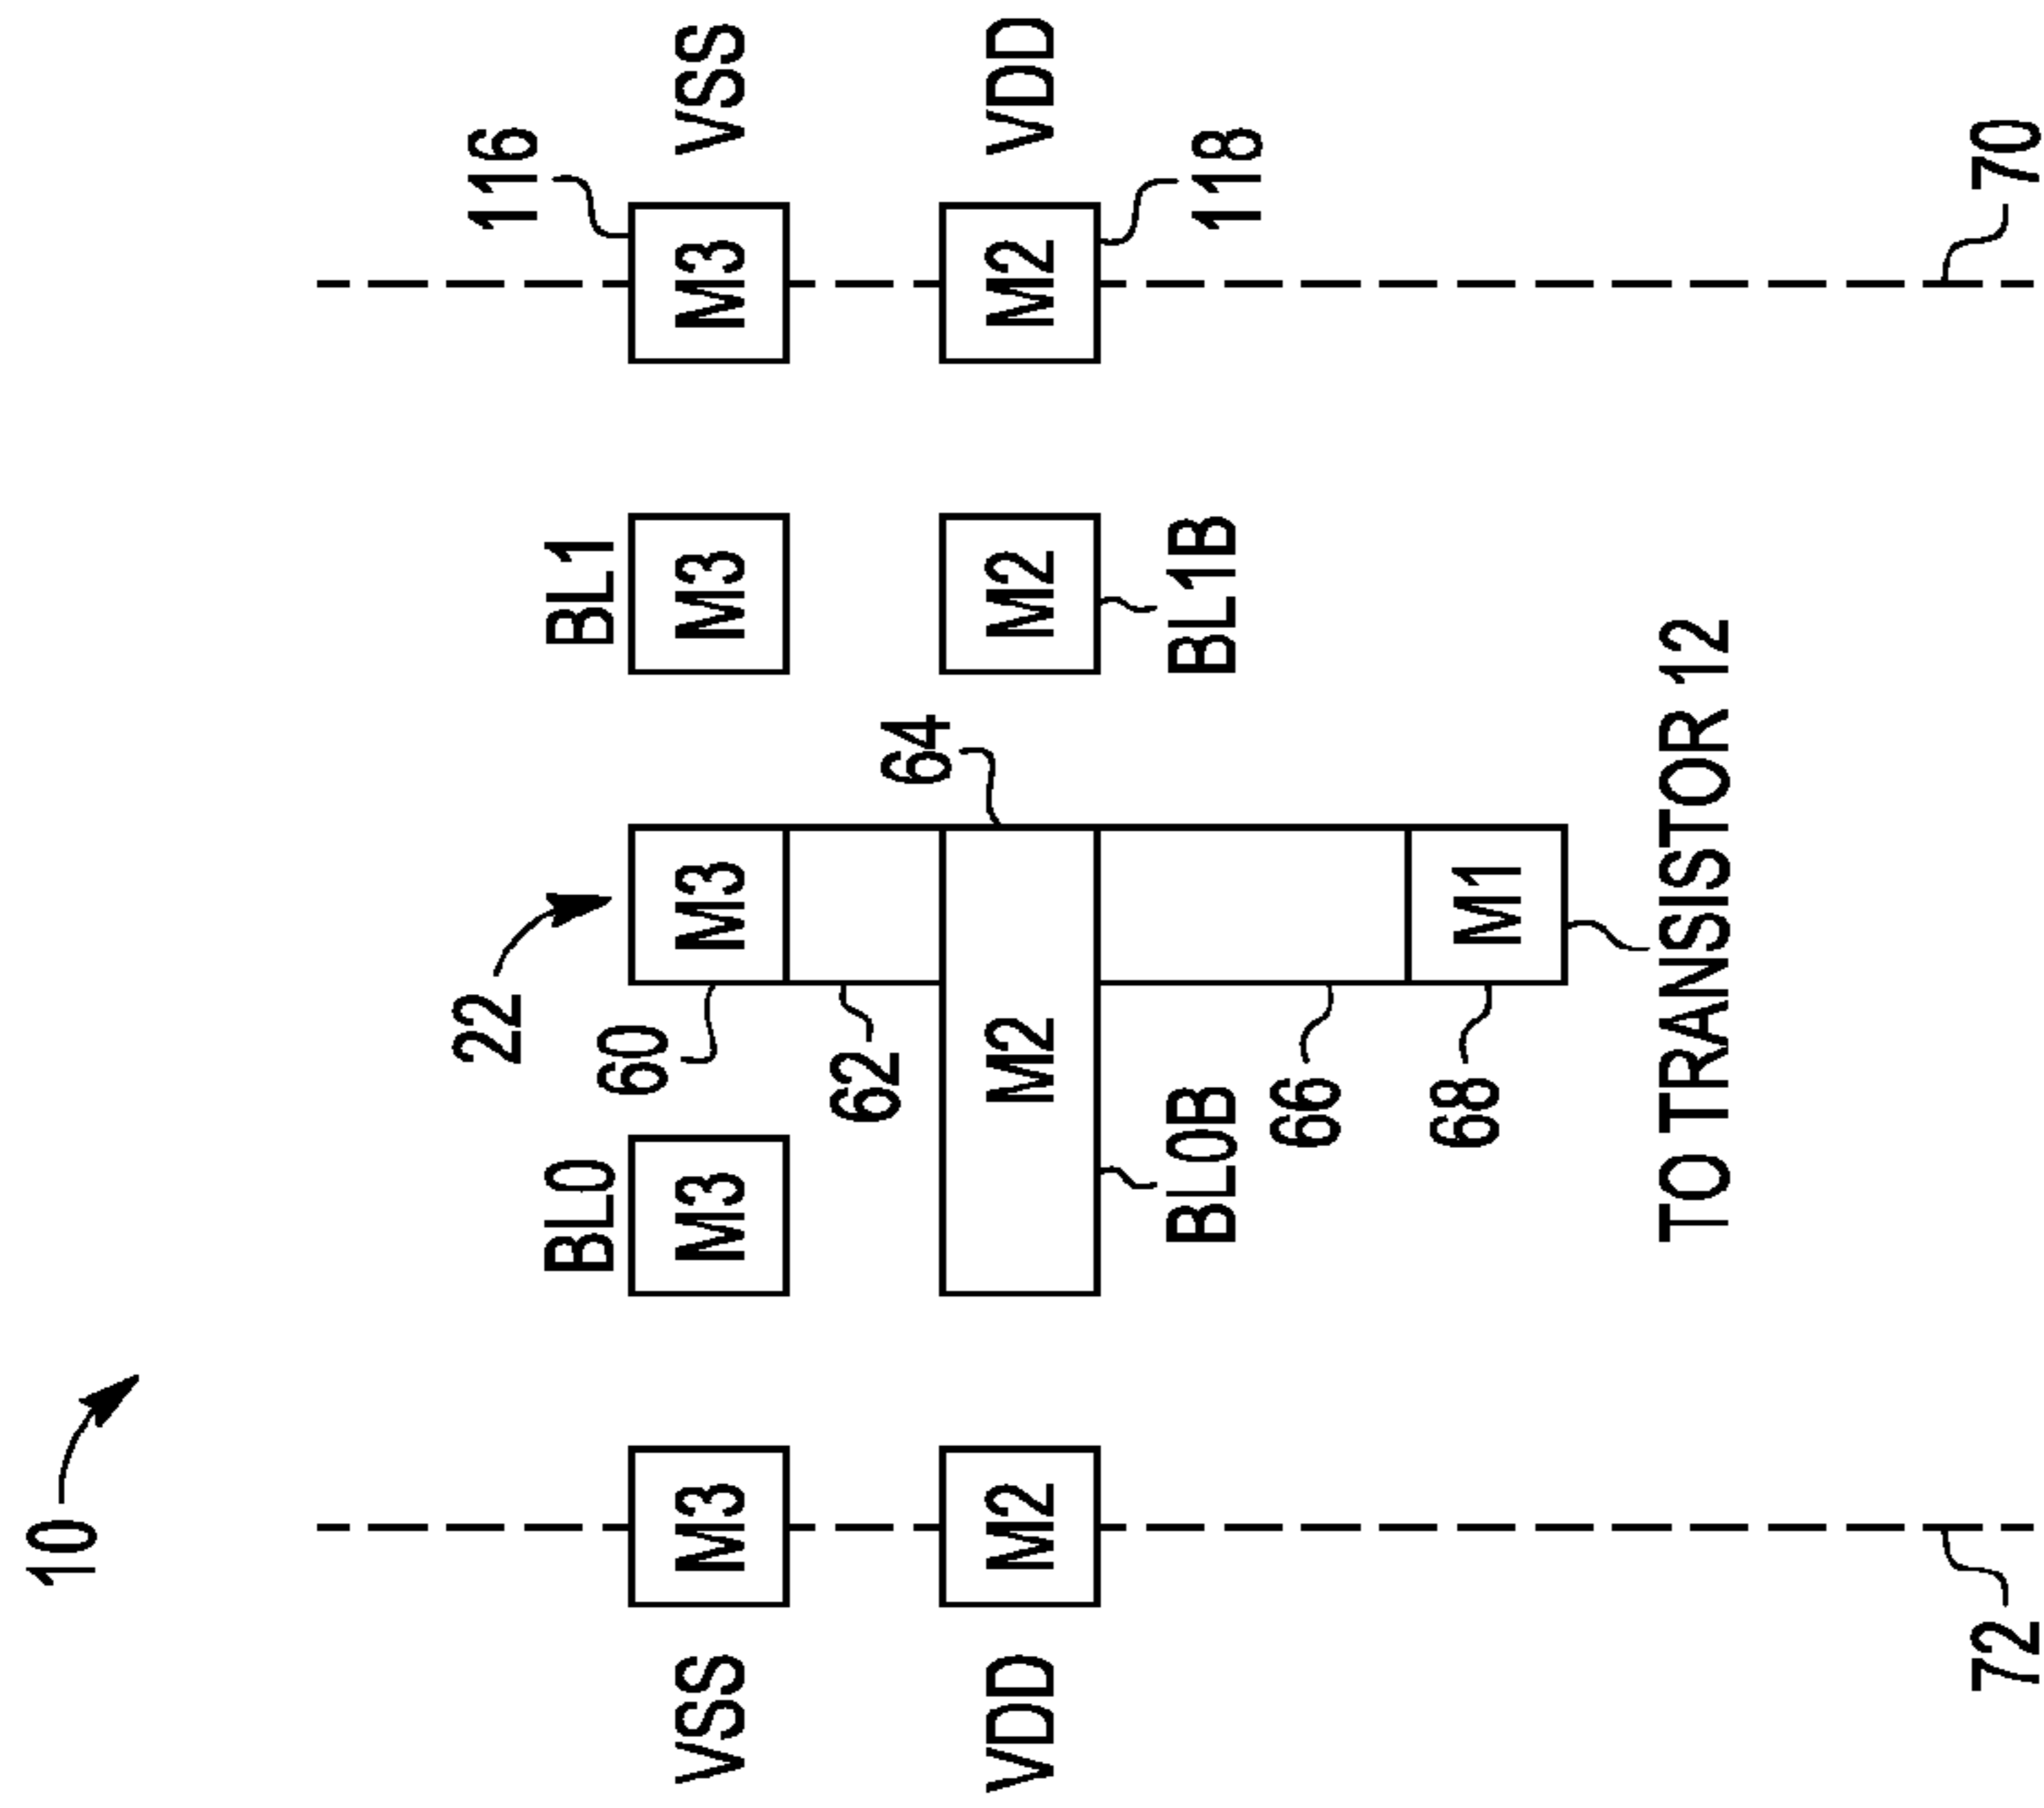 10
22
BL0
BL1
116
VSS
M3
M3
M3
M3
M3
VSS
60
62
64
VDD
M2
M2
M2
M2
VDD
BL0B
BL1B
118
66
68
M1
TO TRANSISTOR 12
72
70